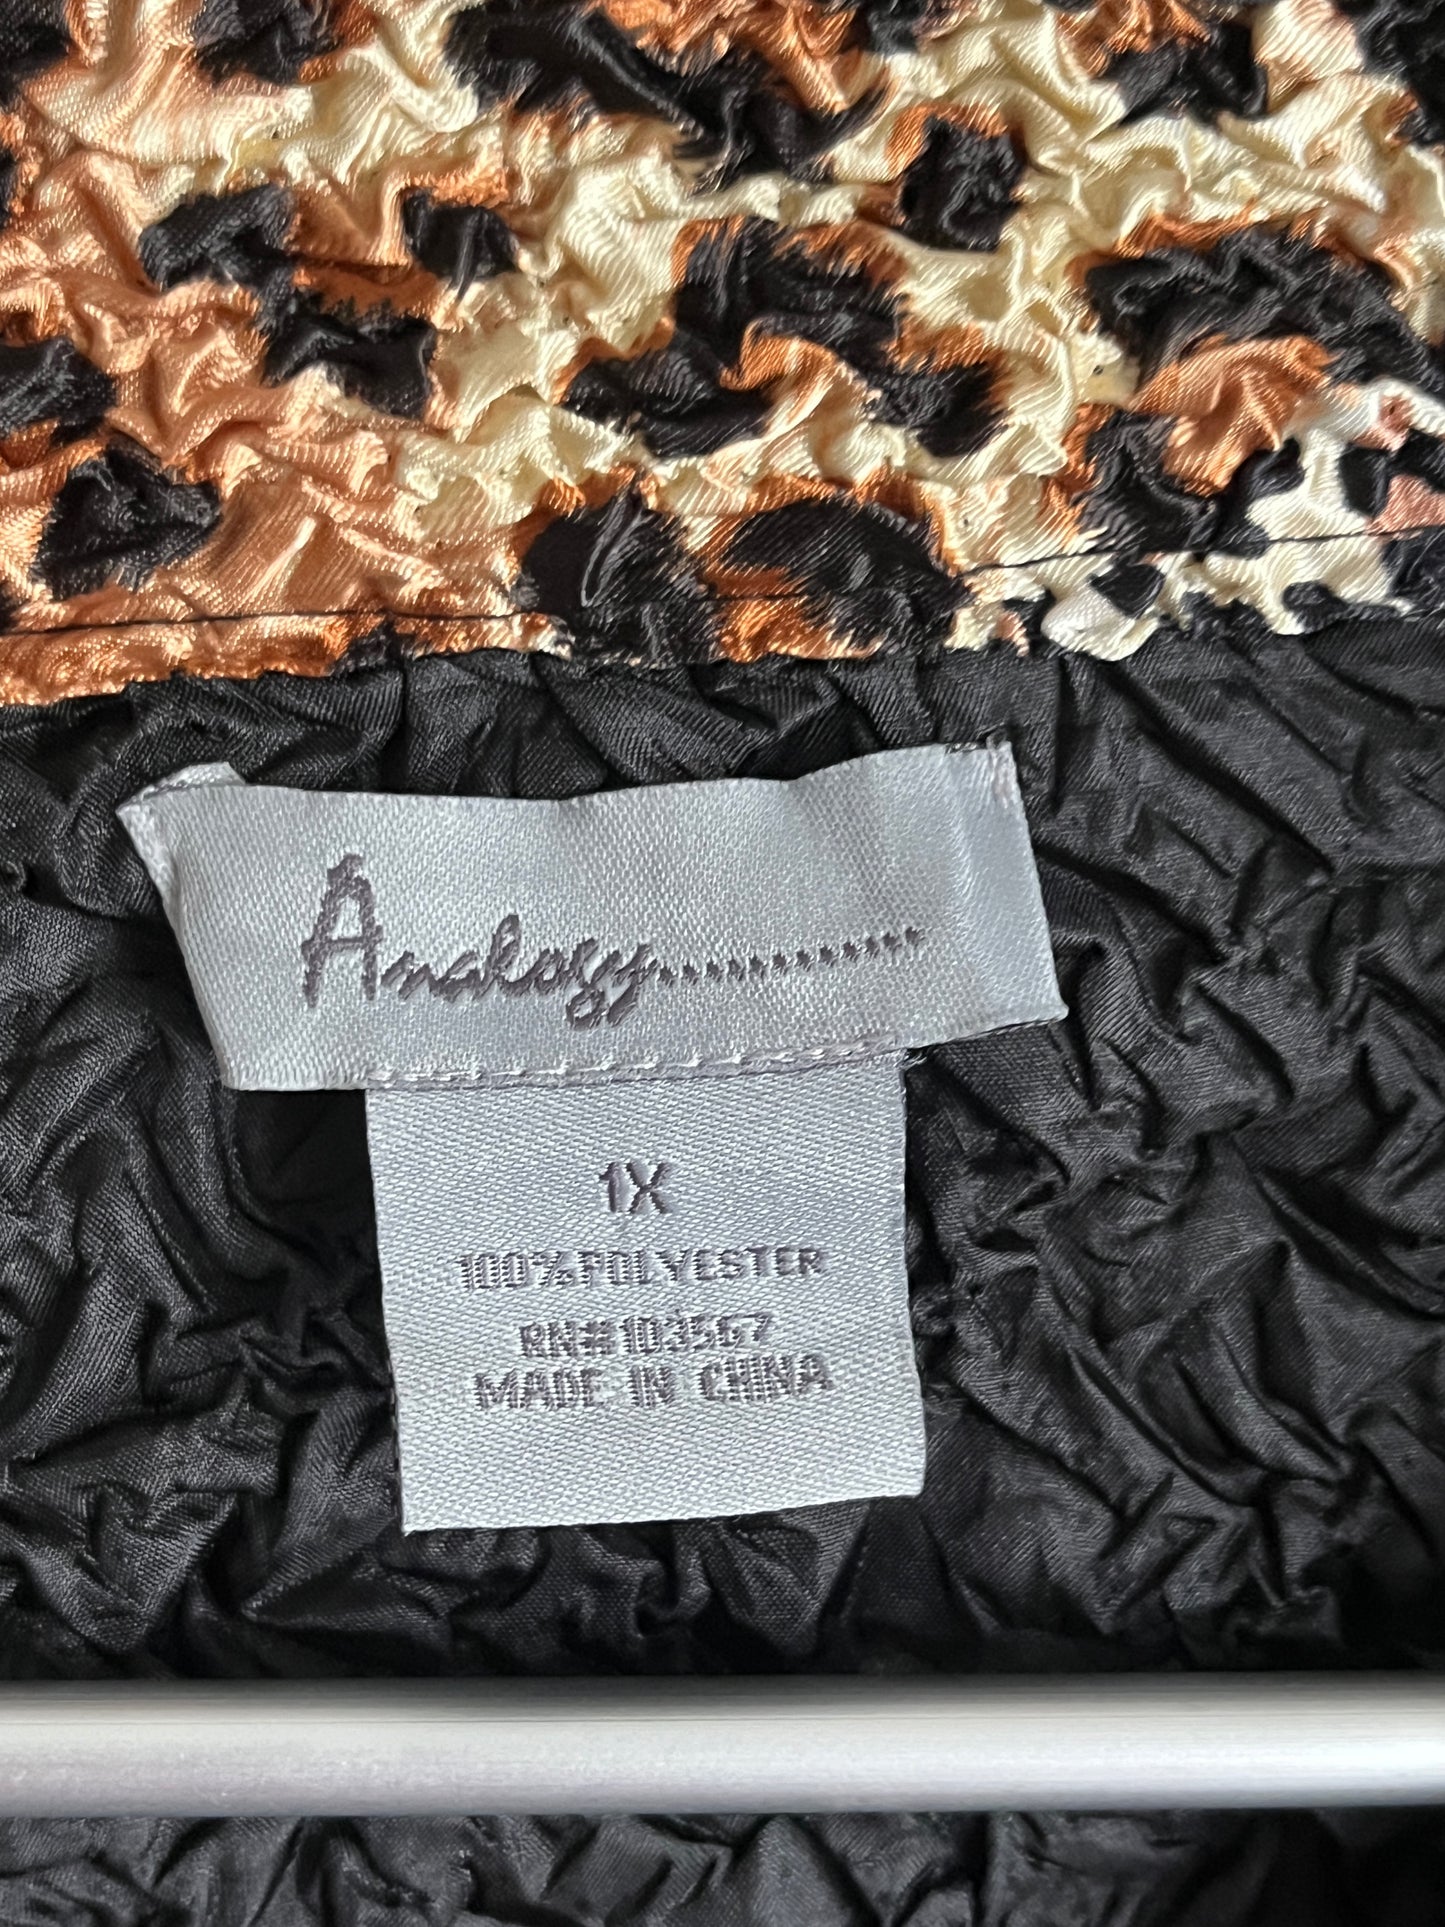 Analogy..............
1X
100%POLYESTER
RN#103567
MADE IN CHINA